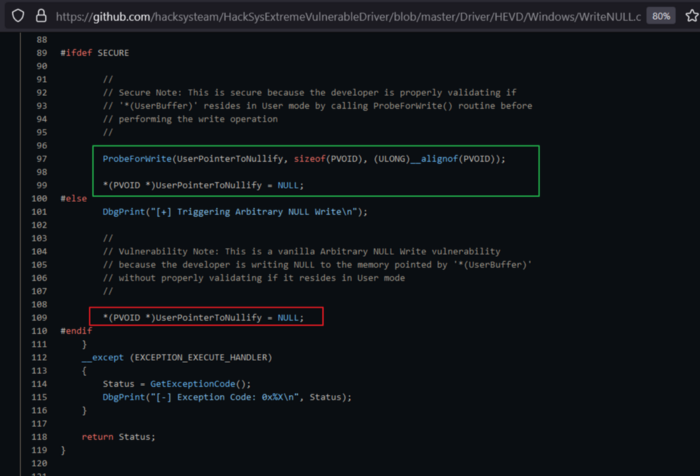 https://github.com/hacksysteam/HackSysExtremeVulnerableDriver/blob/master/Driver/HEVD/Windows/WriteNULL.c
80%
88
89 #ifdef SECURE
90
91 //
92 // Secure Note: This is secure because the developer is properly validating if
93 // '*(UserBuffer)' resides in User mode by calling ProbeForWrite() routine before
94 // performing the write operation
95 //
96
97 ProbeForWrite(UserPointerToNullify, sizeof(PVOID), (ULONG)__alignof(PVOID));
98
99 *(PVOID *)UserPointerToNullify = NULL;
100 #else
101 DbgPrint("[+] Triggering Arbitrary NULL Write\n");
102
103 //
104 // Vulnerability Note: This is a vanilla Arbitrary NULL Write vulnerability
105 // because the developer is writing NULL to the memory pointed by '*(UserBuffer)'
106 // without properly validating if it resides in User mode
107 //
108
109 *(PVOID *)UserPointerToNullify = NULL;
110 #endif
111 }
112 __except (EXCEPTION_EXECUTE_HANDLER)
113 {
114 Status = GetExceptionCode();
115 DbgPrint("[-] Exception Code: 0x%X\n", Status);
116 }
117
118 return Status;
119 }
120
121